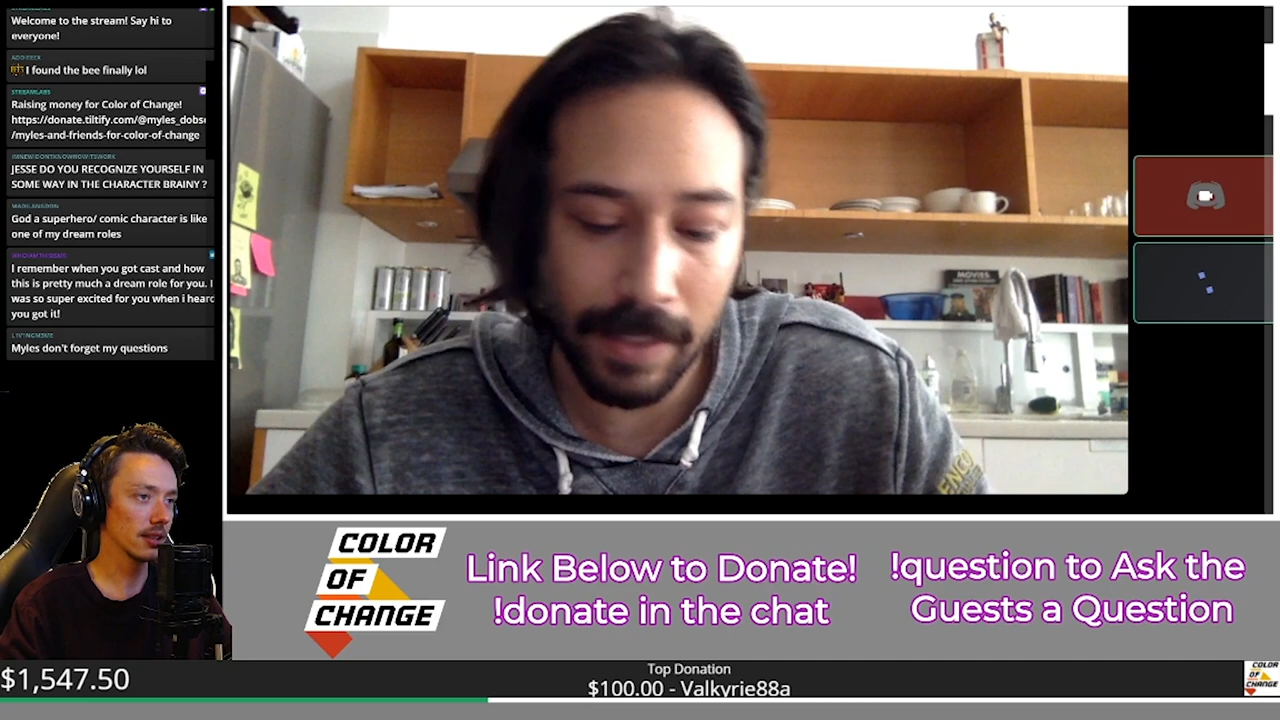 Welcome to the stream! Say hi to
everyone!
I found the bee finally lol
STREAMLABS
Raising money for Color of Change!
https://donate.tiltify.com/@myles_dobs
/myles-and-friends-for-color-of-change
JESSE DO YOU RECOGNIZE YOURSELF IN
SOME WAY IN THE CHARACTER BRAINY ?
God a superhero/ comic character is like
one of my dream roles
I remember when you got cast and how
this is pretty much a dream role for you. I
was so super excited for you when i heard
you got it!
Myles don't forget my questions
MOVIES
ENCO
COLOR
OF
CHANGE
Link Below to Donate!
!donate in the chat
!question to Ask the
Guests a Question
$1,547.50
Top Donation
$100.00 - Valkyrie88a
COLOR
OF
CHANGE